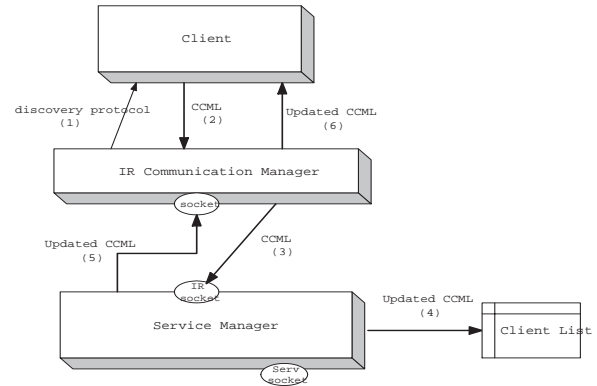 Client
discovery protocol
(1)
CCML
(2)
Updated CCML
(6)
IR Communication Manager
socket
Updated CCML
(5)
CCML
(3)
IR
socket
Service Manager
Updated CCML
(4)
Client List
Serv
socket